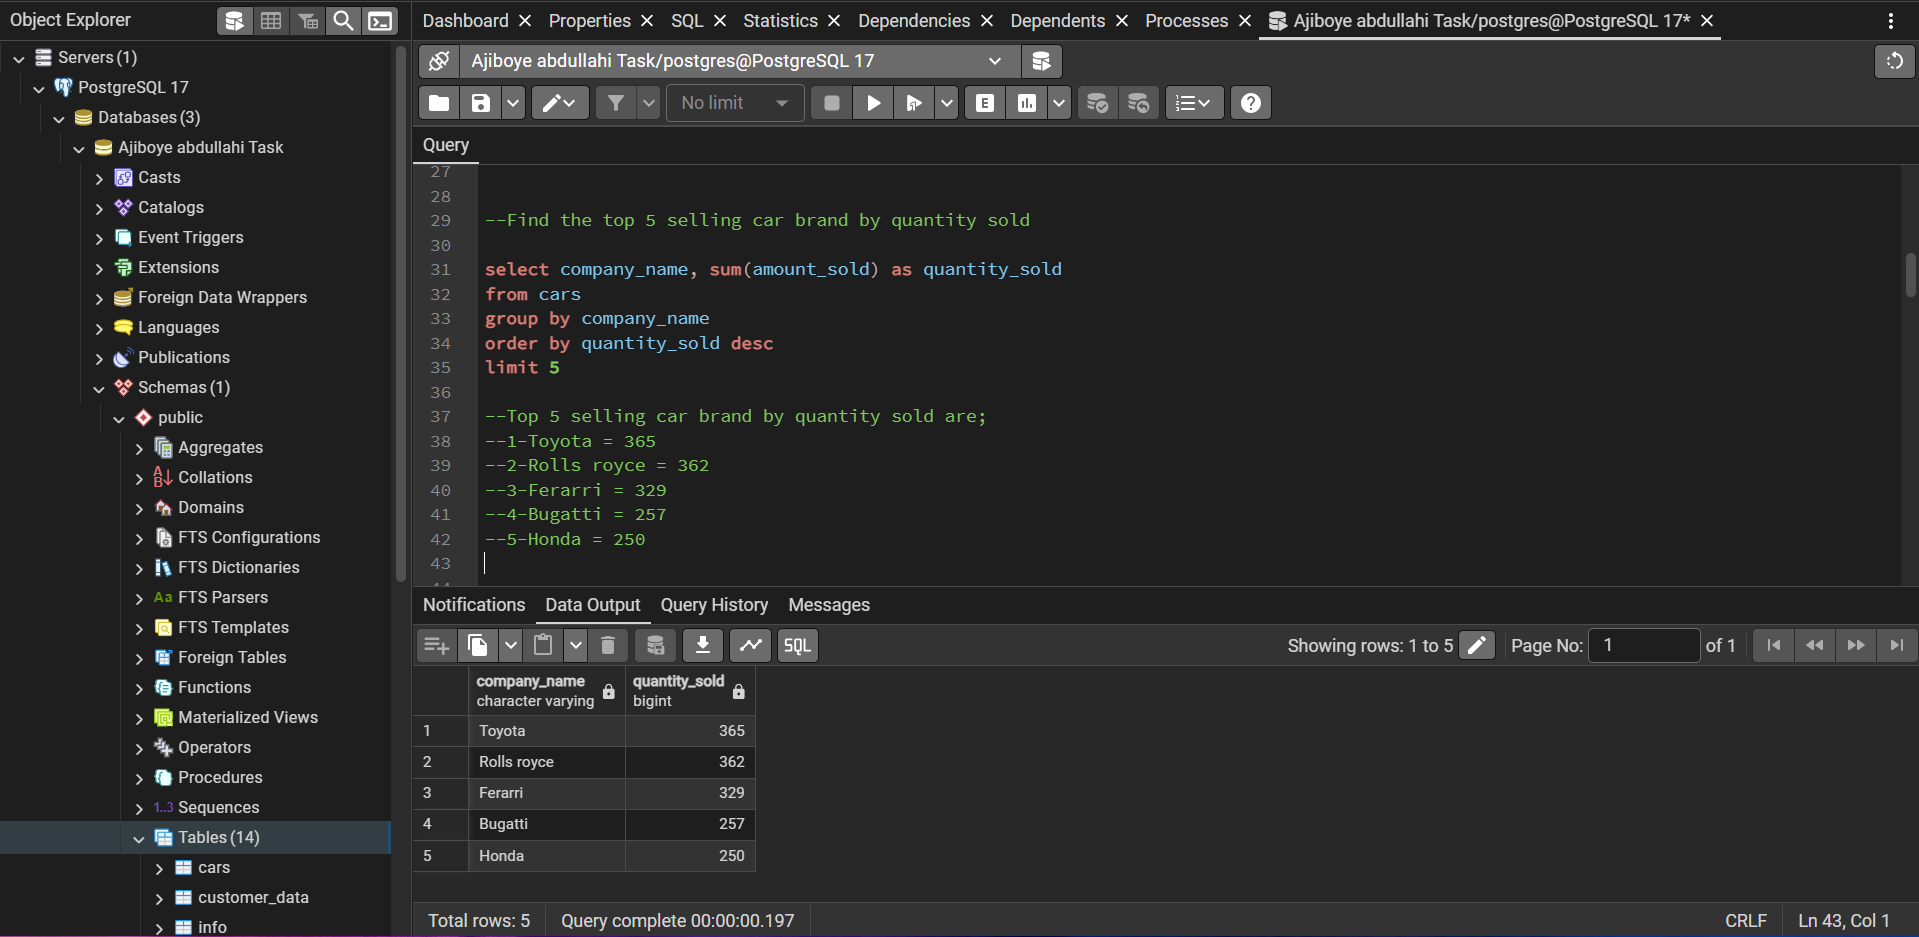 Object Explorer
Dashboard Properties SQL Statistics Dependencies Dependents Processes Ajiboye abdullahi Task/postgres@PostgreSQL 17*
Servers (1)
PostgreSQL 17
Databases (3)
Ajiboye abdullahi Task
Casts
Catalogs
Event Triggers
Extensions
Foreign Data Wrappers
Languages
Publications
Schemas (1)
public
Aggregates
Collations
Domains
FTS Configurations
FTS Dictionaries
Aa FTS Parsers
FTS Templates
Foreign Tables
Functions
Materialized Views
Operators
Procedures
1..3 Sequences
Tables (14)
cars
customer_data
info
Ajiboye abdullahi Task/postgres@PostgreSQL 17
No limit E
Query
27
28
29 --Find the top 5 selling car brand by quantity sold
30
31 select company_name, sum(amount_sold) as quantity_sold
32 from cars
33 group by company_name
34 order by quantity_sold desc
35 limit 5
36
37 --Top 5 selling car brand by quantity sold are;
38 --1-Toyota = 365
39 --2-Rolls royce = 362
40 --3-Ferarri = 329
41 --4-Bugatti = 257
42 --5-Honda = 250
43
Notifications Data Output Query History Messages
SQL Showing rows: 1 to 5 Page No: 1 of 1
company_name quantity_sold
character varying bigint
1 Toyota 365
2 Rolls royce 362
3 Ferarri 329
4 Bugatti 257
5 Honda 250
Total rows: 5 Query complete 00:00:00.197 CRLF Ln 43, Col 1